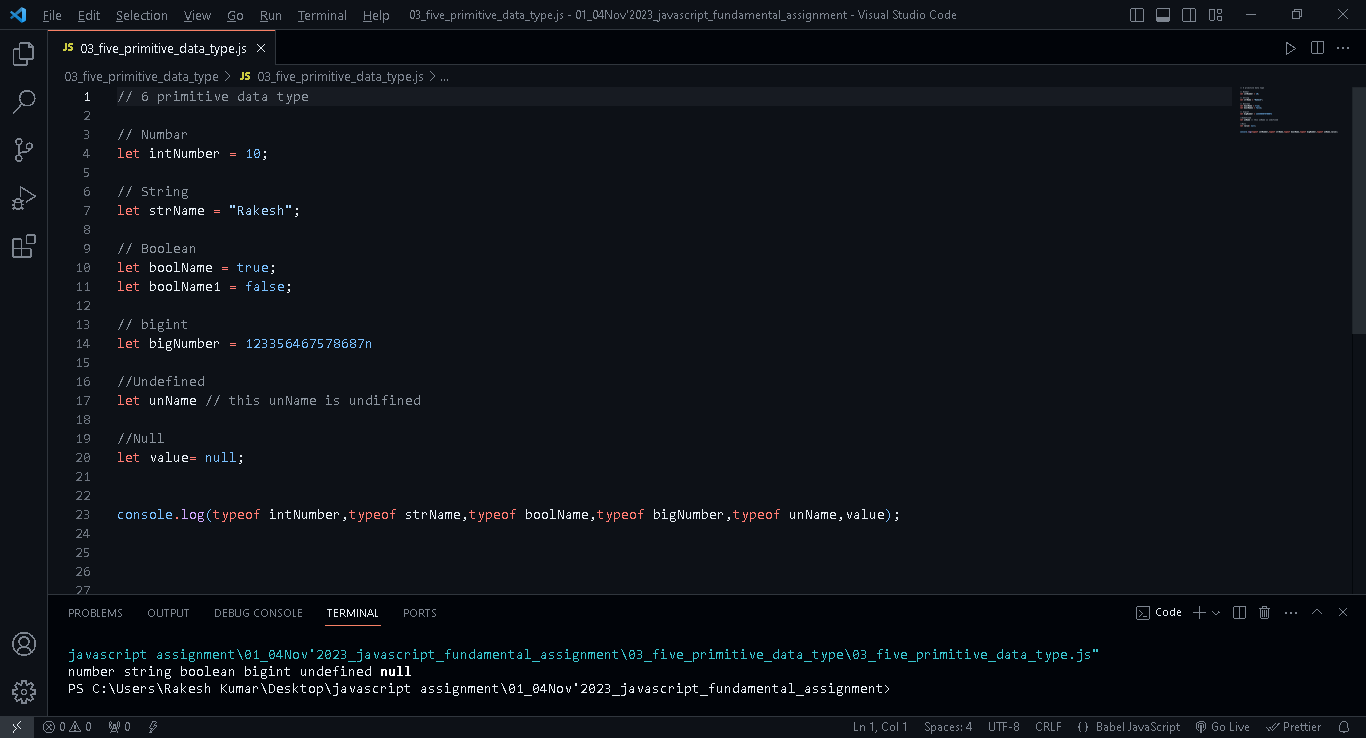 File Edit Selection View Go Run Terminal Help 03_five_primitive_data_type.js - 01_04Nov'2023_javascript_fundamental_assignment - Visual Studio Code
JS 03_five_primitive_data_type.js
03_five_primitive_data_type > JS 03_five_primitive_data_type.js > ...
1 // 6 primitive data type
2
3 // Numbar
4 let intNumber = 10;
5
6 // String
7 let strName = "Rakesh";
8
9 // Boolean
10 let boolName = true;
11 let boolName1 = false;
12
13 // bigint
14 let bigNumber = 123356467578687n
15
16 //Undefined
17 let unName // this unName is undifined
18
19 //Null
20 let value= null;
21
22
23 console.log(typeof intNumber,typeof strName,typeof boolName,typeof bigNumber,typeof unName,value);
24
25
26
27
PROBLEMS OUTPUT DEBUG CONSOLE TERMINAL PORTS Code
javascript assignment\01_04Nov'2023_javascript_fundamental_assignment\03_five_primitive_data_type\03_five_primitive_data_type.js"
number string boolean bigint undefined null
PS C:\Users\Rakesh Kumar\Desktop\javascript assignment\01_04Nov'2023_javascript_fundamental_assignment>
0 0 0 Ln 1, Col 1 Spaces: 4 UTF-8 CRLF {} Babel JavaScript Go Live Prettier